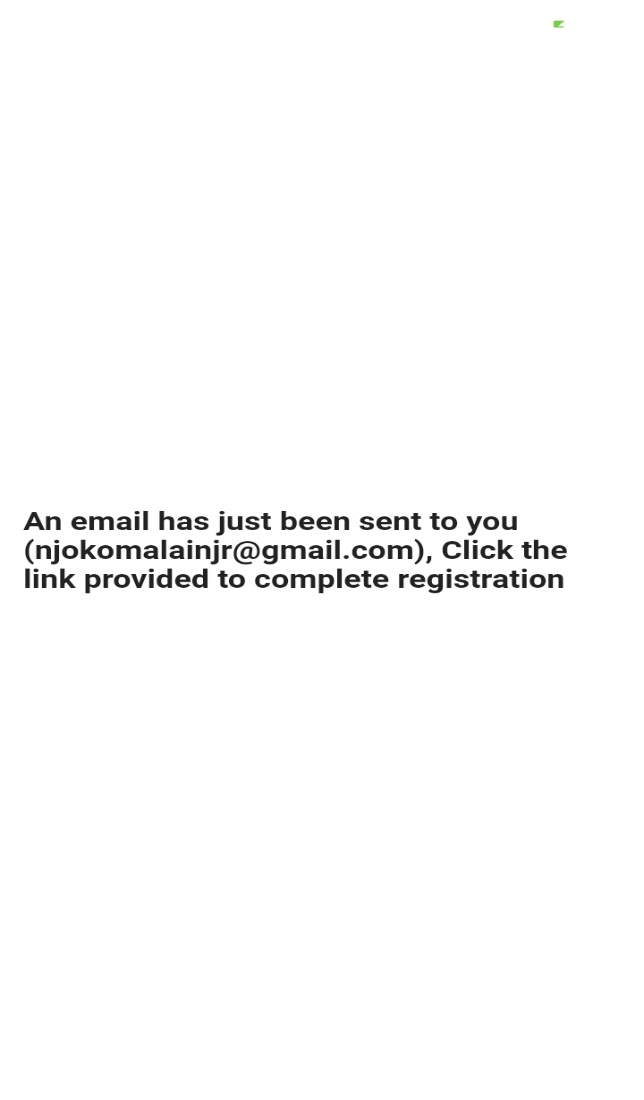 An email has just been sent to you
(njokomalainjr@gmail.com), Click the
link provided to complete registration